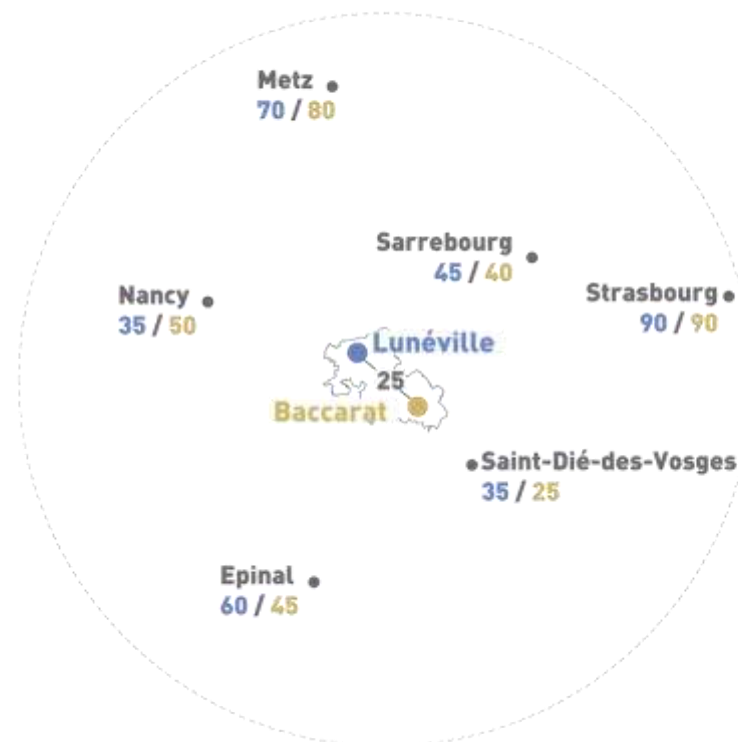 Metz
70 / 80
Sarrebourg
45 / 40
Nancy
35 / 50
Strasbourg
90 / 90
Lunéville
25
Baccarat
Saint-Dié-des-Vosges
35 / 25
Epinal
60 / 45